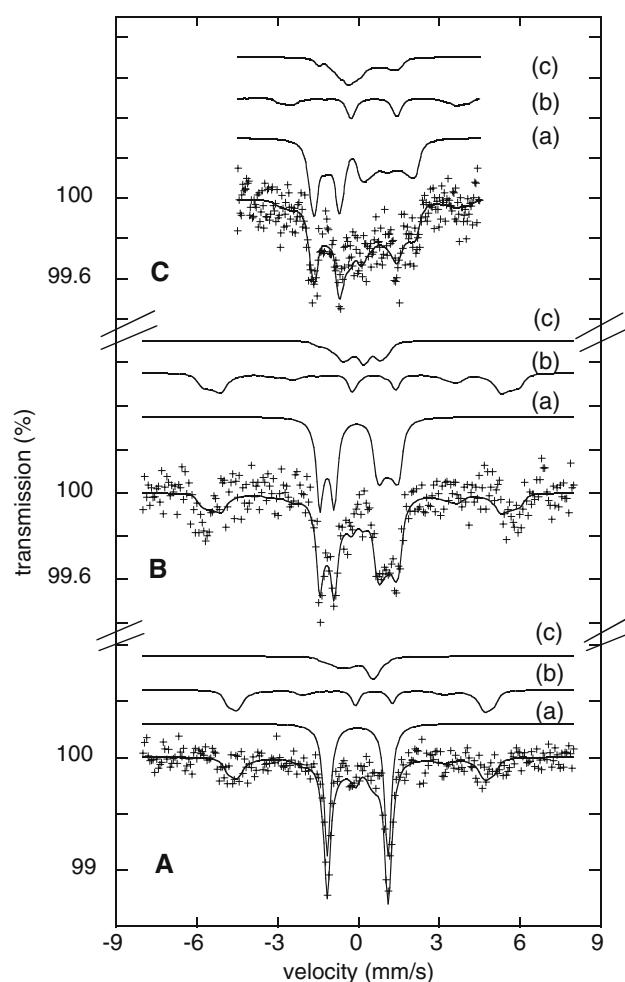 (c)
(b)
(a)
100
C
99.6
(c)
(b)
(a)
transmission (%)
100
B
99.6
(c)
(b)
(a)
100
A
99
-9 -6 -3 0 3 6 9
velocity (mm/s)